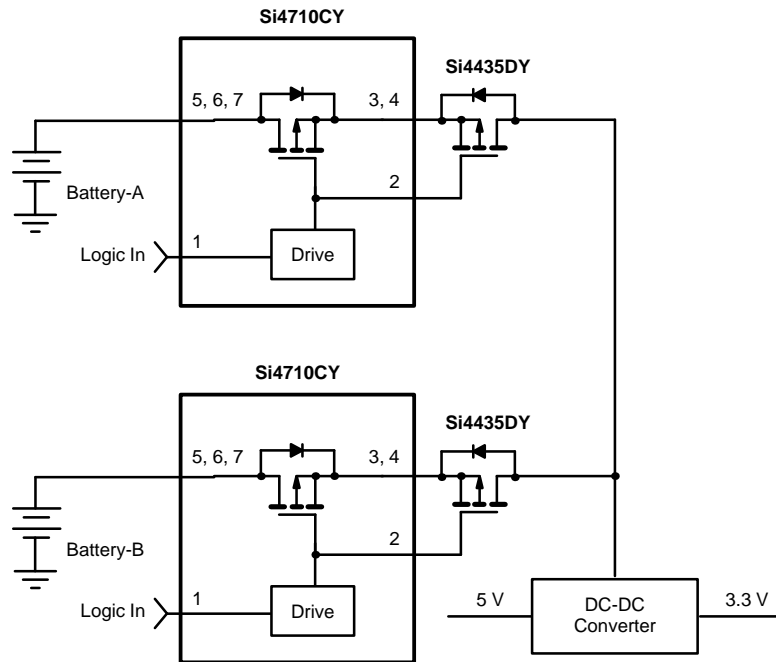 Si4710CY
Si4435DY
5, 6, 7
3, 4
2
Battery-A
Logic In
1
Drive
Si4710CY
Si4435DY
5, 6, 7
3, 4
2
Battery-B
Logic In
1
Drive
5 V
DC-DC
Converter
3.3 V